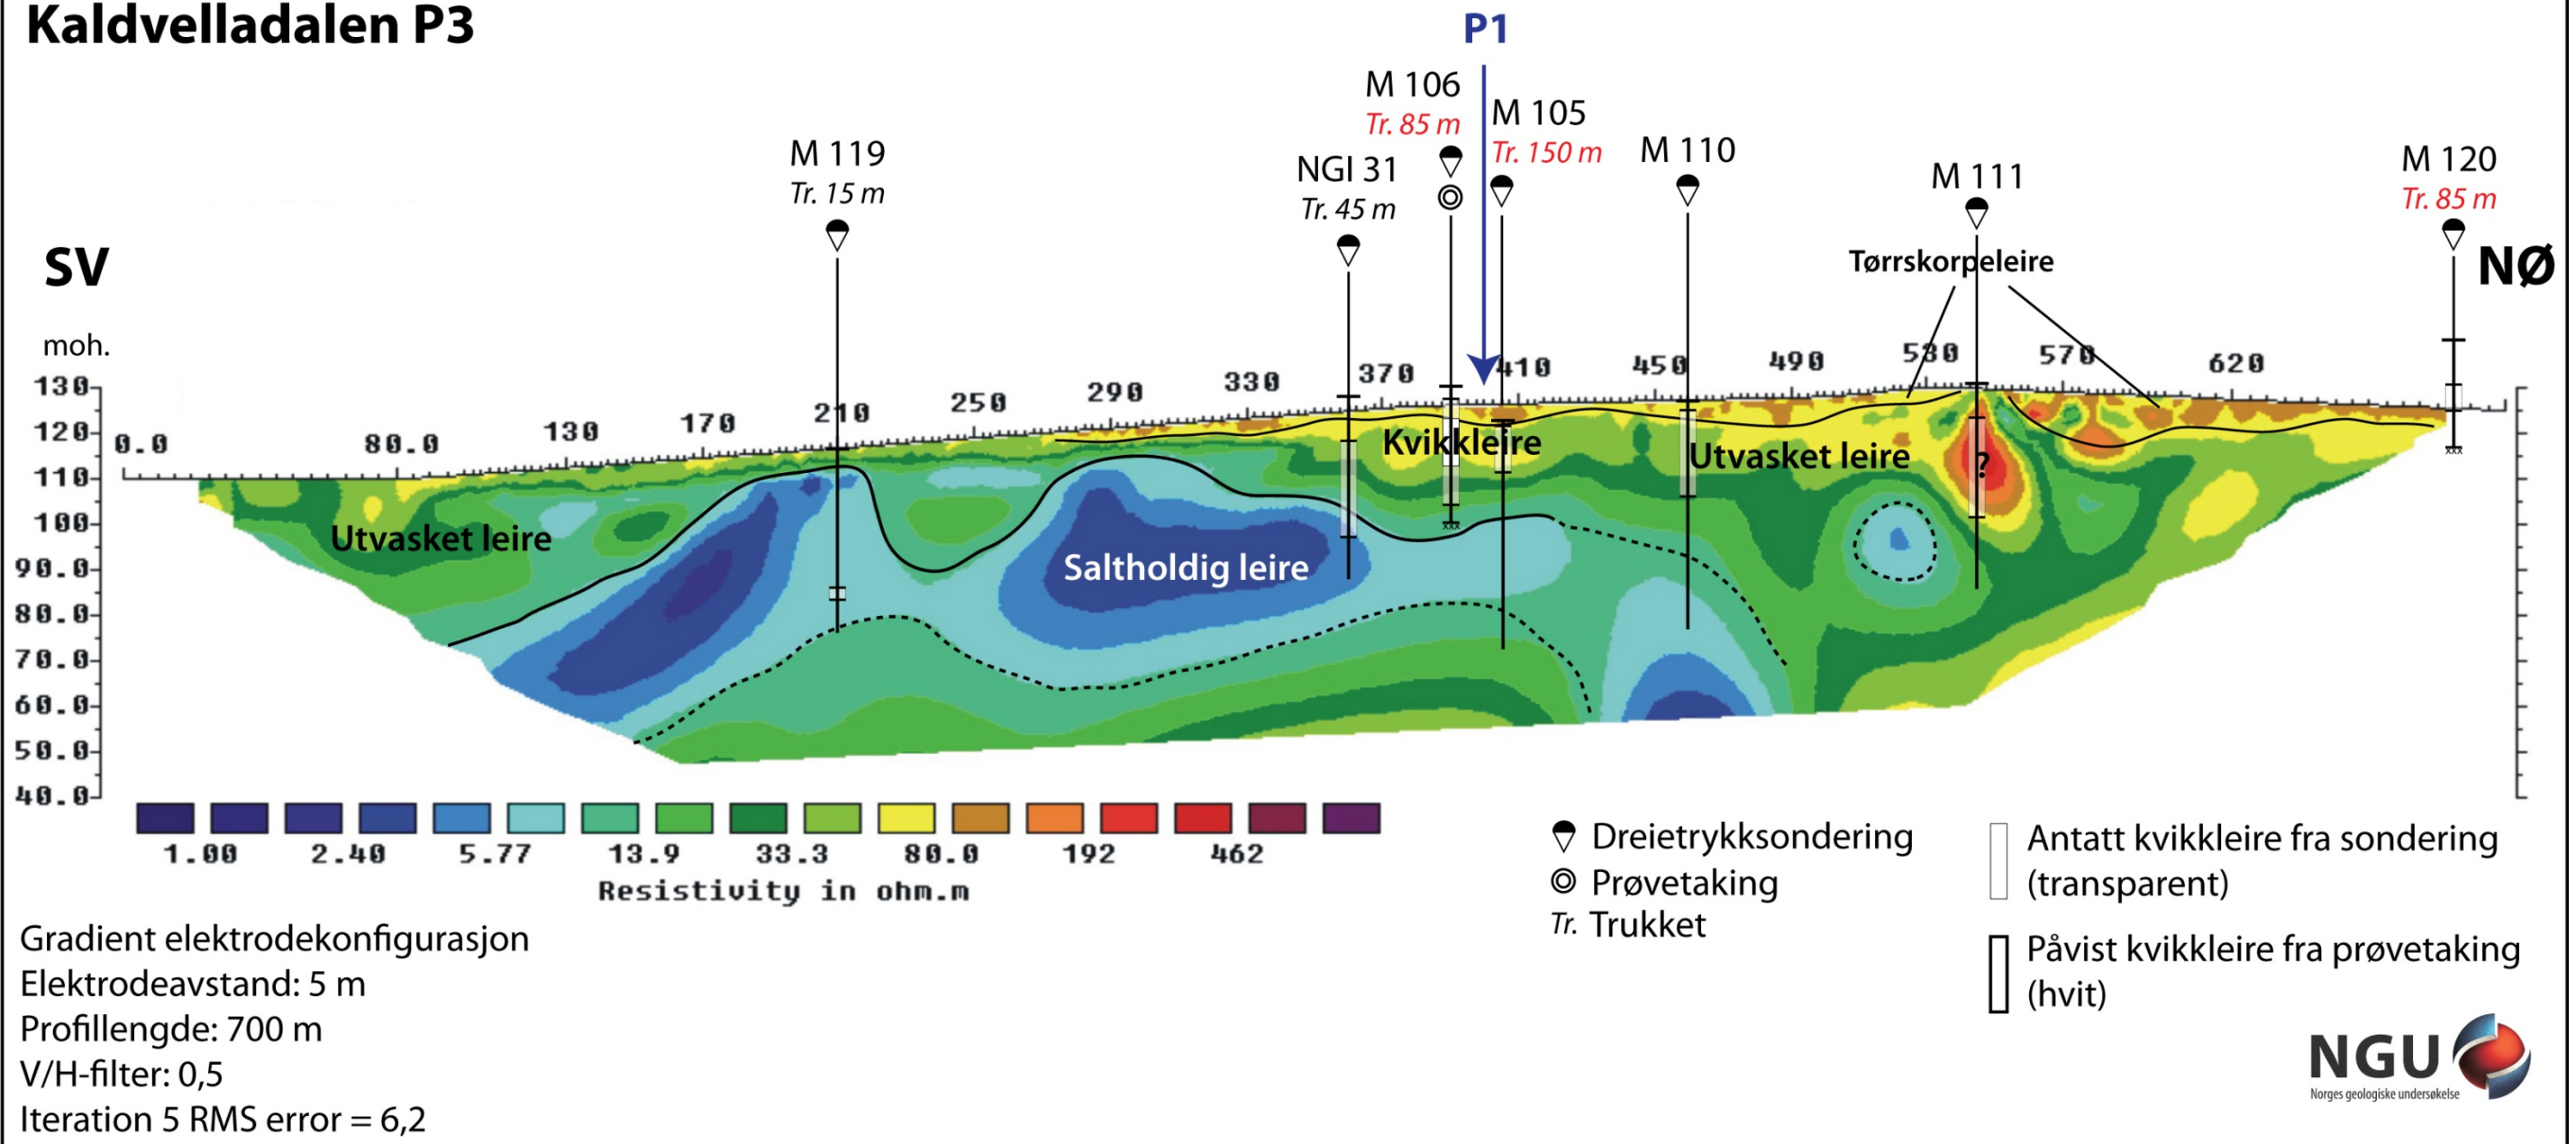 Kaldvelladalen P3
P1
M 106
Tr. 85 m
M 105
Tr. 150 m
M 119
Tr. 15 m
NGI 31
Tr. 45 m
M 110
M 111
M 120
Tr. 85 m
SV
NØ
Tørrskorpeleire
moh.
130
120
110
100
90.0
80.0
70.0
60.0
50.0
40.0
0.0 80.0 130 170 210 250 290 330 370 410 450 490 530 570 620
Kvikkleire
Utvasket leire
?
Utvasket leire
Saltholdig leire
1.00 2.40 5.77 13.9 33.3 80.0 192 462
Resistivity in ohm.m
Gradient elektrodekonfigurasjon
Elektrodeavstand: 5 m
Profillengde: 700 m
V/H-filter: 0,5
Iteration 5 RMS error = 6,2
Dreietrykksondering
Prøvetaking
Tr. Trukket
Antatt kvikkleire fra sondering
(transparent)
Påvist kvikkleire fra prøvetaking
(hvit)
NGU
Norges geologiske undersøkelse